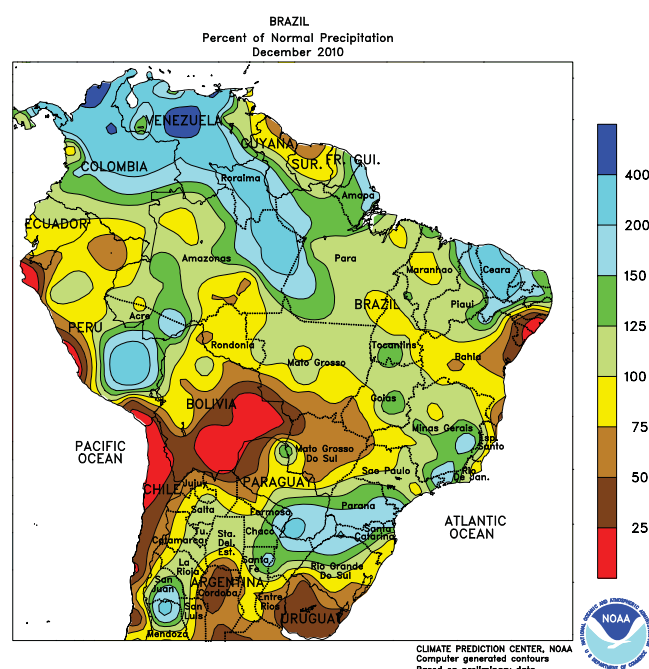 BRAZIL
Percent of Normal Precipitation
December 2010
VENEZUELA
GUYANA
SUR.
FR. GUI.
COLOMBIA
Roraima
Amapa
ECUADOR
Amazonas
Para
Maranhao
Ceara
BRAZIL
Piaui
Acre
PERU
Rondonia
Tocantins
Mato Grosso
Bahia
BOLIVIA
Goias
Minas Gerais
Esp.
Santo
PACIFIC
OCEAN
Mato Grosso
Do Sul
Sao Paulo
Rio
De Jan.
CHILE
Jujuy
PARAGUAY
Salta
Formosa
Parana
ATLANTIC
OCEAN
Tu.
Catamarca
Sta.
Del
Est.
Chaco
Santa
Catarina
La
Rioja
Santa
Fe
Rio Grande
Do Sul
San
Juan
ARGENTINA
Cordoba
Entre
Rios
San
Luis
URUGUAY
Mendoza
400
200
150
125
100
75
50
25
NOAA
CLIMATE PREDICTION CENTER, NOAA
Computer generated contours
Based on preliminary data